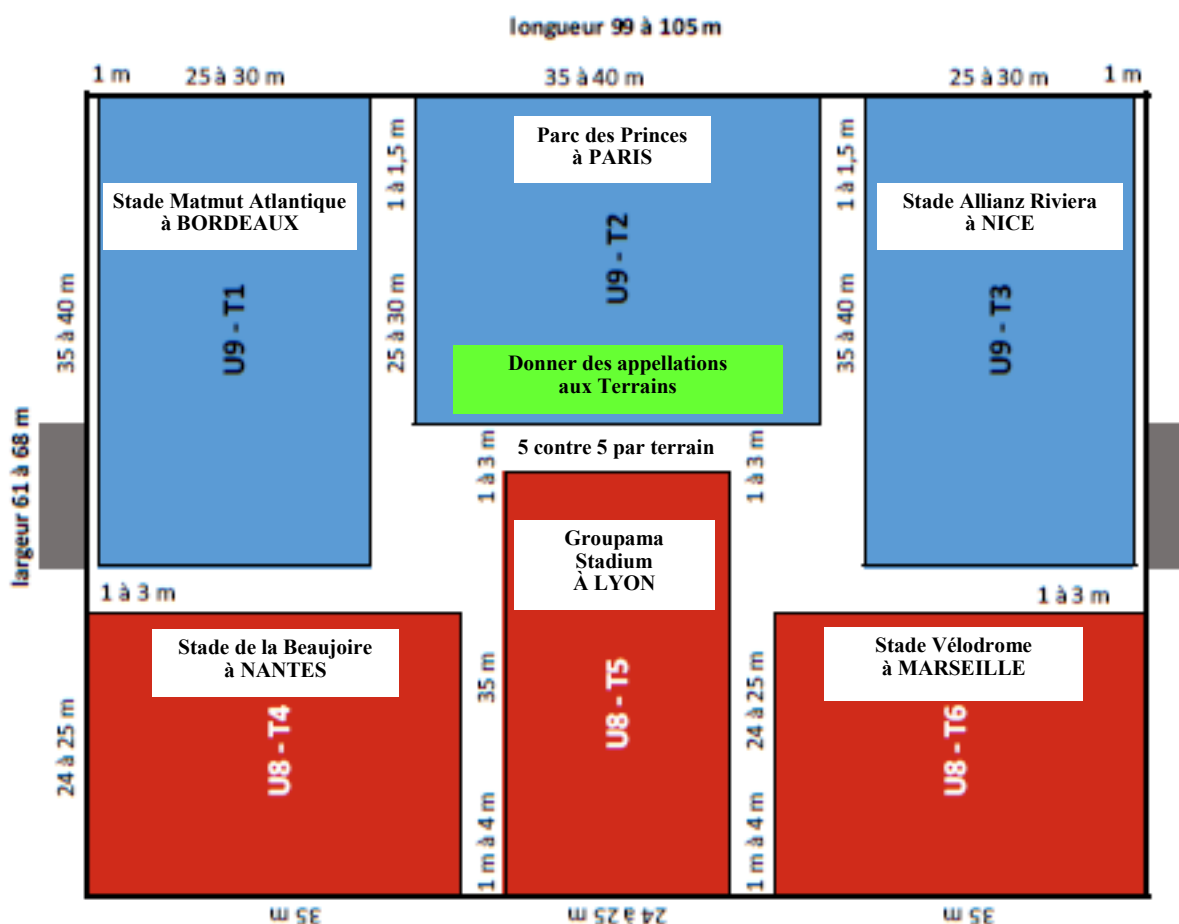 longueur 99 à 105 m
1 m
25 à 30 m
35 à 40 m
25 à 30 m
1 m
Stade Matmut Atlantique
à BORDEAUX
U9 - T1
35 à 40 m
largeur 61 à 68 m
1 à 1,5 m
25 à 30 m
Parc des Princes
à PARIS
U9 - T2
Donner des appellations
aux Terrains
1 à 1,5 m
35 à 40 m
Stade Allianz Riviera
à NICE
U9 - T3
5 contre 5 par terrain
1 à 3 m
1 à 3 m
1 à 3 m
1 à 3 m
Stade de la Beaujoire
à NANTES
U8 - T4
24 à 25 m
Groupama
Stadium
À LYON
U8 - T5
35 m
1 m à 4 m
Stade Vélodrome
à MARSEILLE
U8 - T6
24 à 25 m
1 m à 4 m
35 m
24 à 25 m
35 m